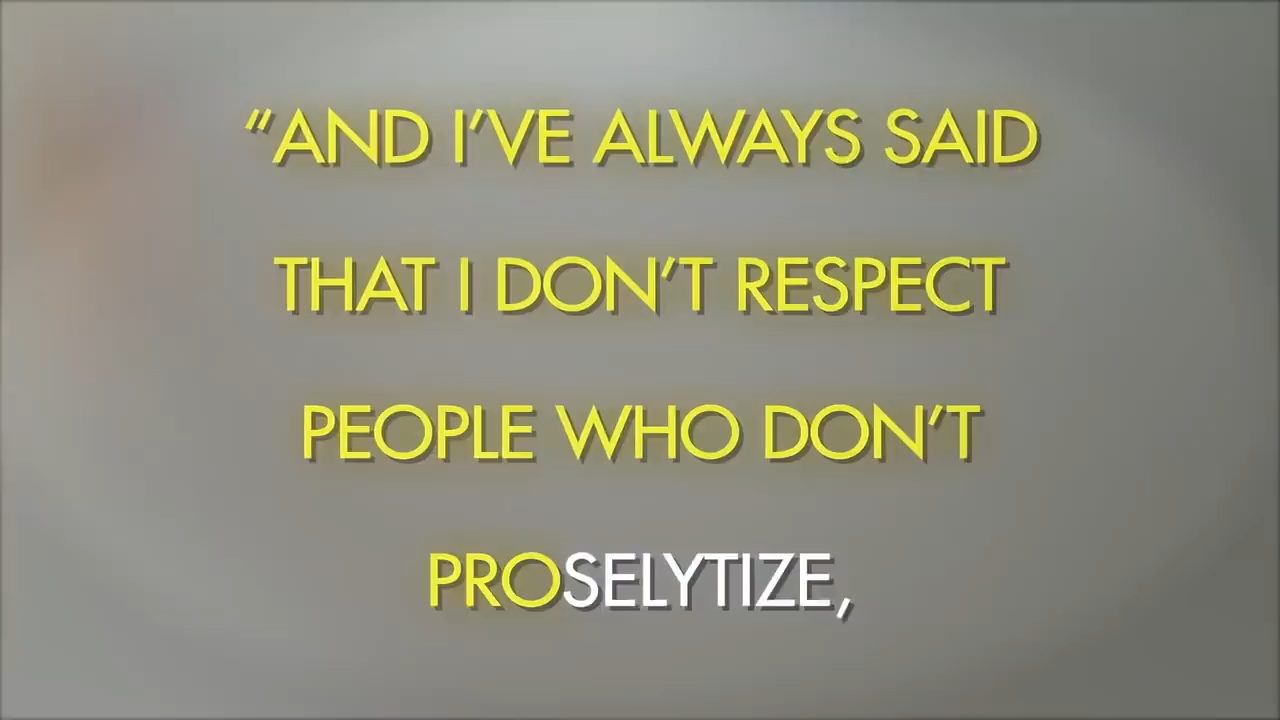 “AND I’VE ALWAYS SAID
THAT I DON’T RESPECT
PEOPLE WHO DON’T
PROSELYTIZE,